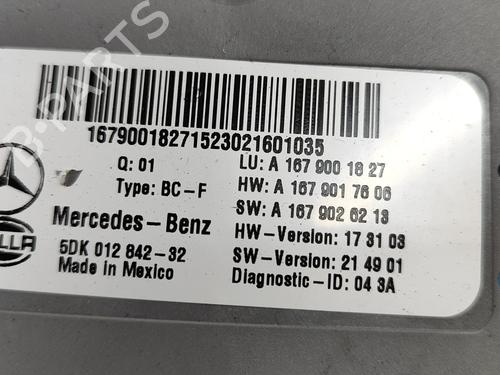 B-PARTS
16790018271523021601035
Q: 01
Type: BC-F
Mercedes-Benz
5DK 012 842-32
Made in Mexico
LU: A 167 900 18 27
HW: A 167 901 76 06
SW: A 167 902 62 13
HW-Version: 17 31 03
SW-Version: 21 49 01
Diagnostic-ID: 04 3A